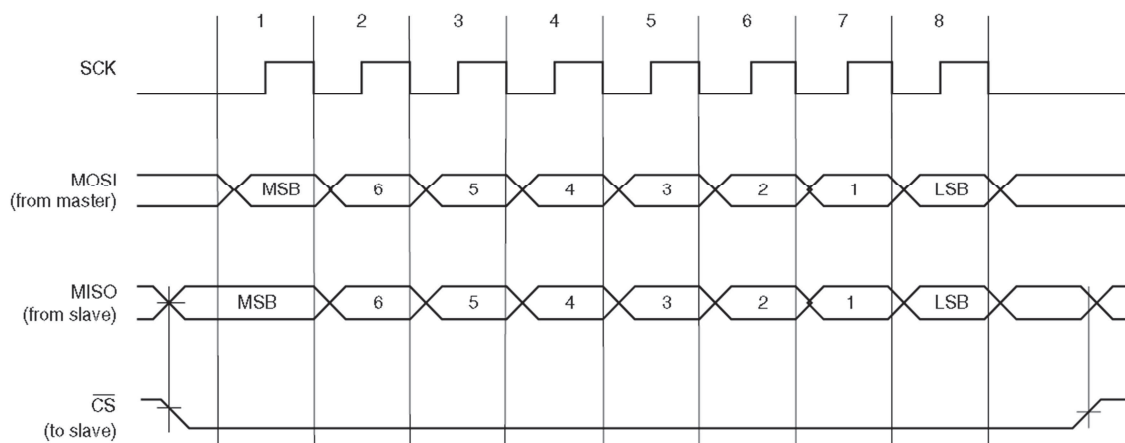 1 2 3 4 5 6 7 8
SCK
MOSI
(from master)
MSB 6 5 4 3 2 1 LSB
MISO
(from slave)
MSB 6 5 4 3 2 1 LSB
CS
(to slave)